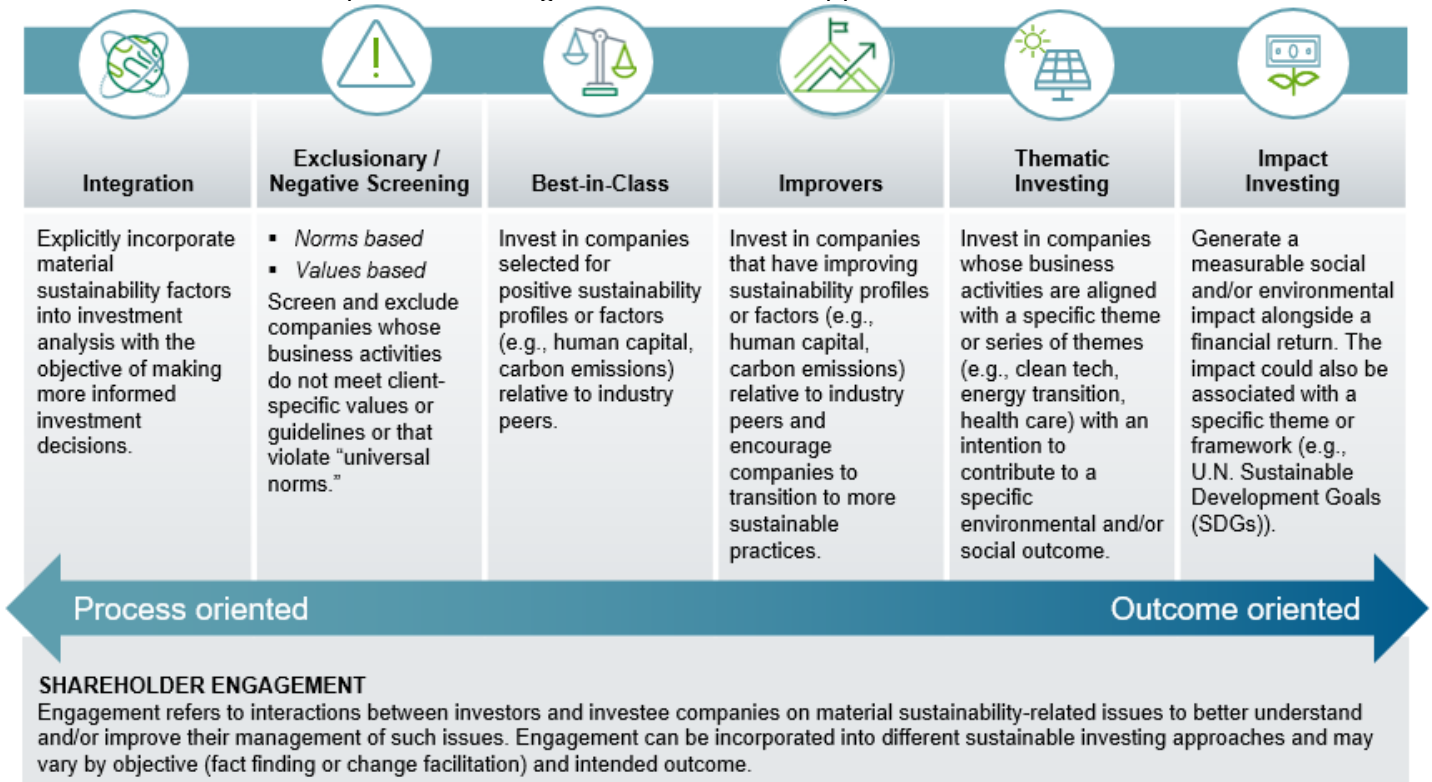 Integration
Exclusionary /
Negative Screening
Best-in-Class
Improvers
Thematic
Investing
Impact
Investing
Explicitly incorporate
material
sustainability factors
into investment
analysis with the
objective of making
more informed
investment
decisions.
▪ Norms based
▪ Values based
Screen and exclude
companies whose
business activities
do not meet client-
specific values or
guidelines or that
violate “universal
norms.”
Invest in companies
selected for
positive sustainability
profiles or factors
(e.g., human capital,
carbon emissions)
relative to industry
peers.
Invest in companies
that have improving
sustainability profiles
or factors (e.g.,
human capital,
carbon emissions)
relative to industry
peers and
encourage
companies to
transition to more
sustainable
practices.
Invest in companies
whose business
activities are aligned
with a specific theme
or series of themes
(e.g., clean tech,
energy transition,
health care) with an
intention to
contribute to a
specific
environmental and/or
social outcome.
Generate a
measurable social
and/or environmental
impact alongside a
financial return. The
impact could also be
associated with a
specific theme or
framework (e.g.,
U.N. Sustainable
Development Goals
(SDGs)).
Process oriented
Outcome oriented
SHAREHOLDER ENGAGEMENT
Engagement refers to interactions between investors and investee companies on material sustainability-related issues to better understand
and/or improve their management of such issues. Engagement can be incorporated into different sustainable investing approaches and may
vary by objective (fact finding or change facilitation) and intended outcome.